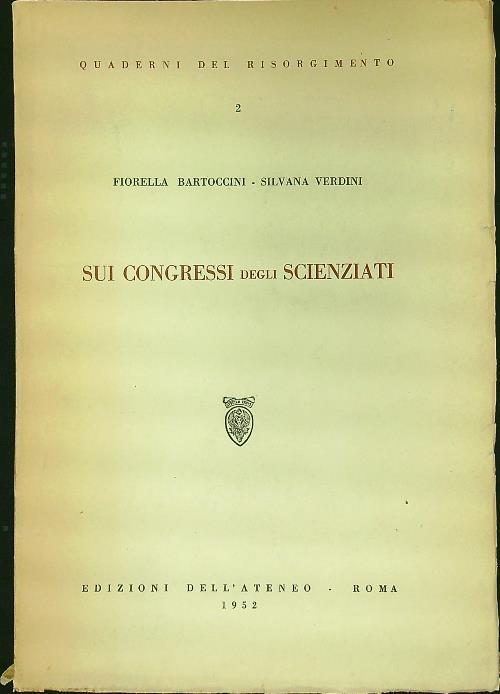 QUADERNI DEL RISORGIMENTO
2
FIORELLA BARTOCCINI - SILVANA VERDINI
SUI CONGRESSI DEGLI SCIENZIATI
EDIZIONI DELL'ATENEO - ROMA
1952